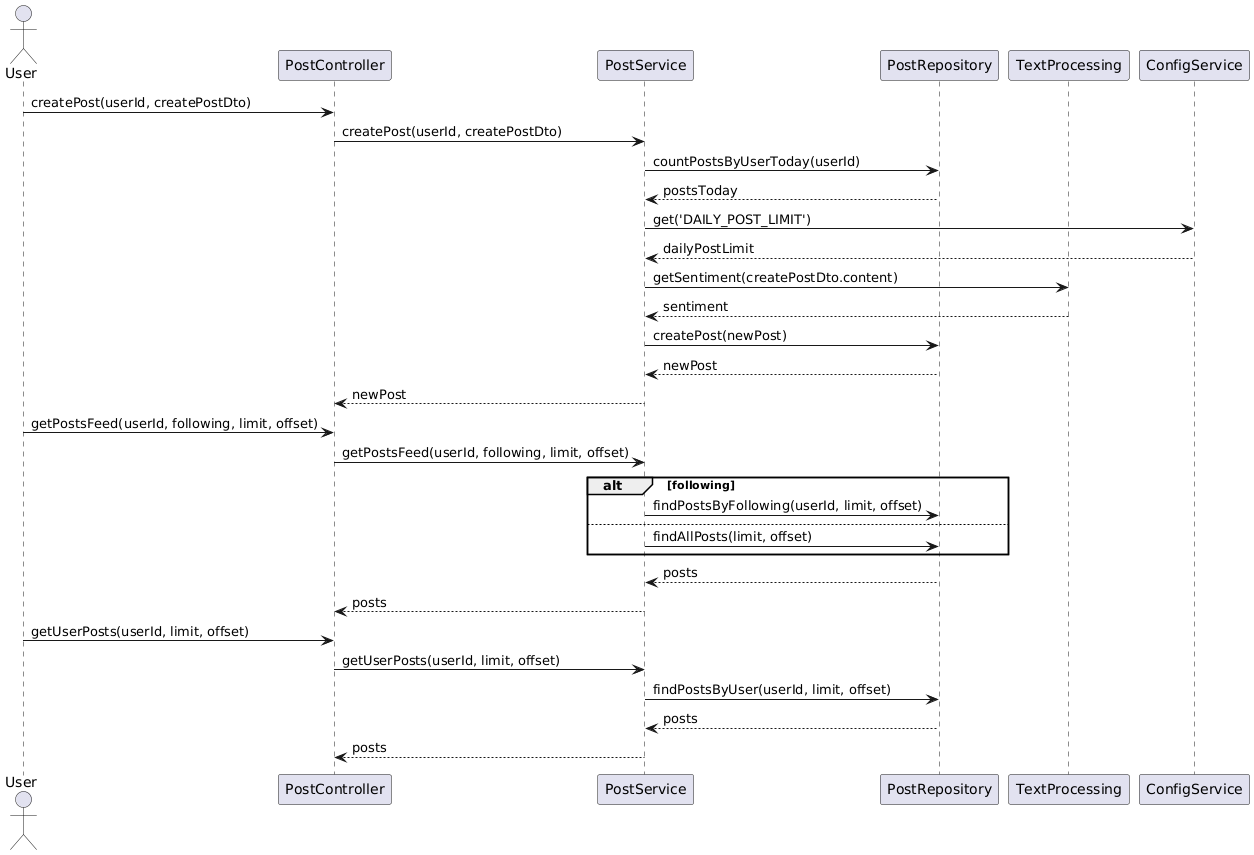 User
PostController
PostService
PostRepository
TextProcessing
ConfigService
createPost(userId, createPostDto)
createPost(userId, createPostDto)
countPostsByUserToday(userId)
postsToday
get('DAILY_POST_LIMIT')
dailyPostLimit
getSentiment(createPostDto.content)
sentiment
createPost(newPost)
newPost
newPost
getPostsFeed(userId, following, limit, offset)
getPostsFeed(userId, following, limit, offset)
alt [following]
findPostsByFollowing(userId, limit, offset)
findAllPosts(limit, offset)
posts
posts
getUserPosts(userId, limit, offset)
getUserPosts(userId, limit, offset)
findPostsByUser(userId, limit, offset)
posts
posts
User
PostController
PostService
PostRepository
TextProcessing
ConfigService